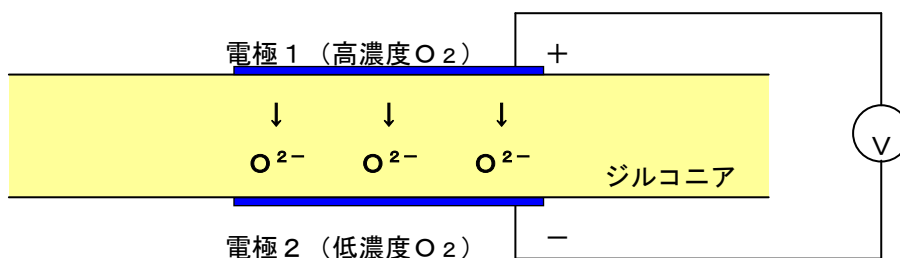 電極1（高濃度O2） +
↓ ↓ ↓
O²⁻ O²⁻ O²⁻
V
ジルコニア
電極2（低濃度O2） −